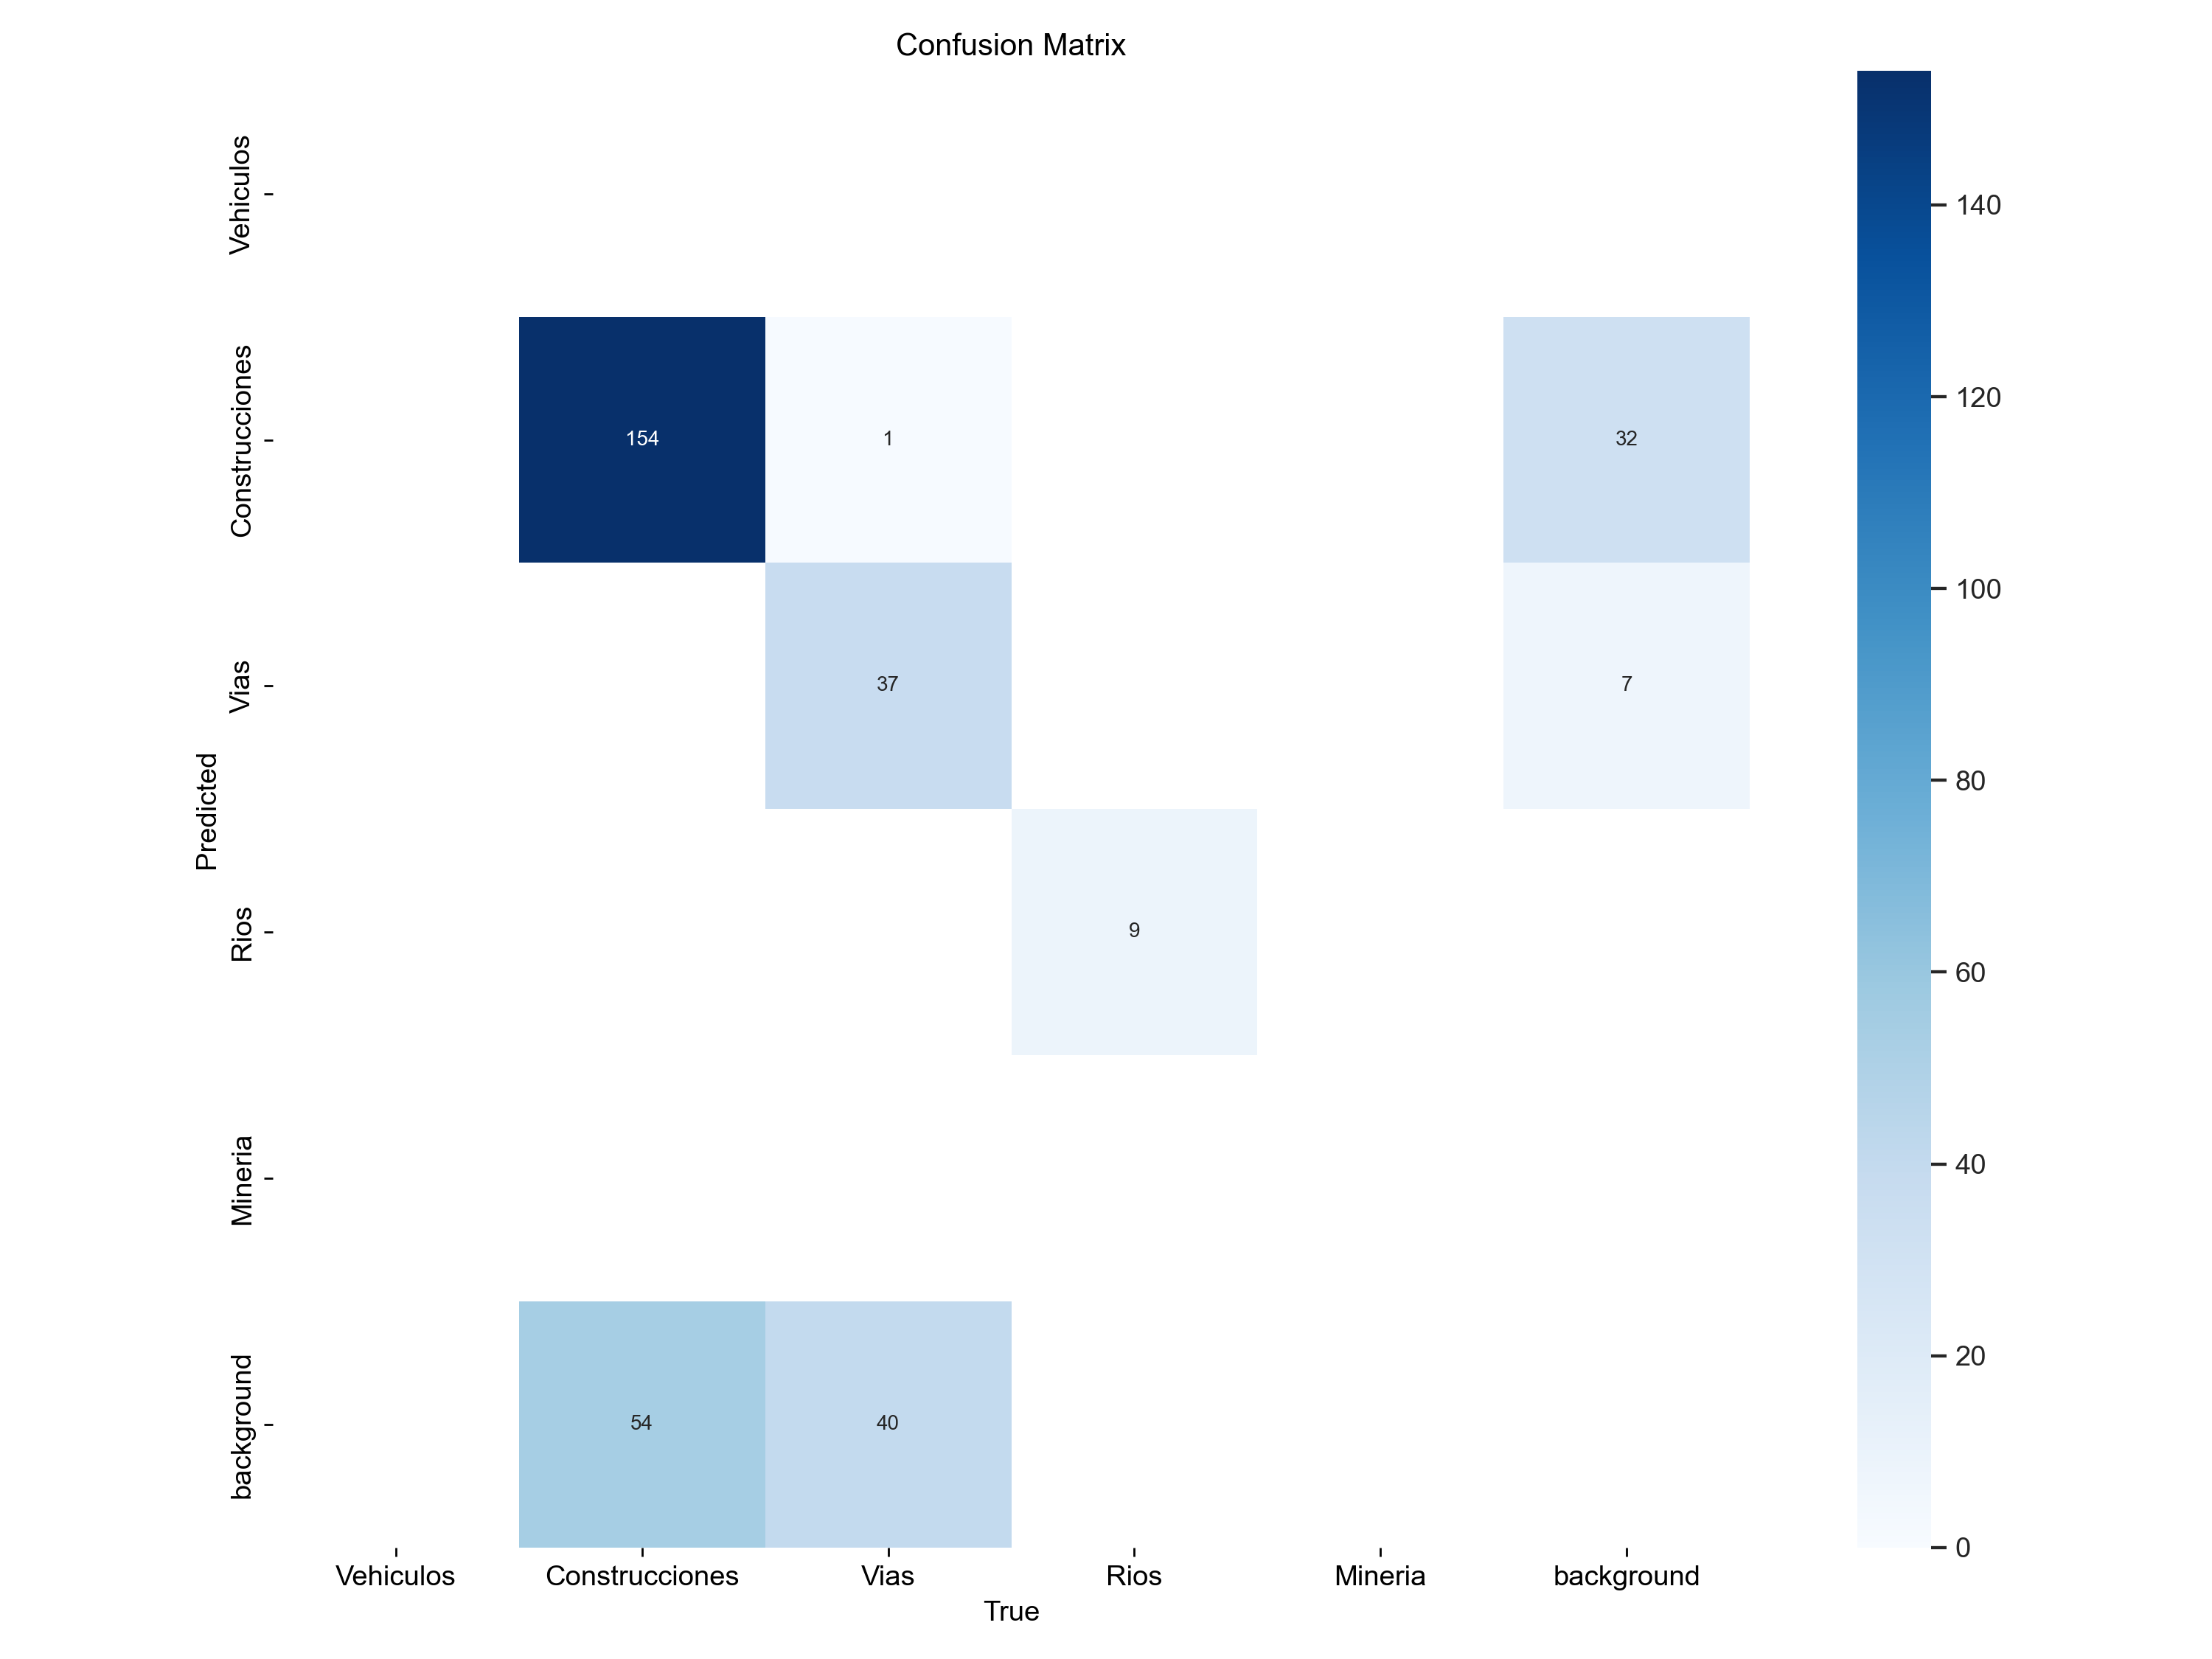 Confusion Matrix
Vehiculos
Construcciones
Vias
Rios
Mineria
background
Predicted
154
1
32
37
7
9
54
40
Vehiculos
Construcciones
Vias
Rios
Mineria
background
True
140
120
100
80
60
40
20
0